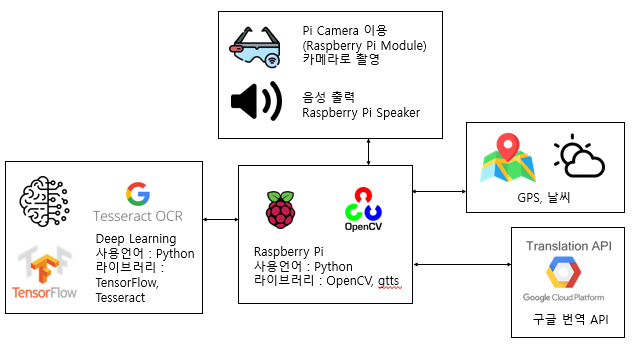 Pi Camera 이용
(Raspberry Pi Module)
카메라로 촬영
음성 출력
Raspberry Pi Speaker
GPS, 날씨
Tesseract OCR
Deep Learning
사용언어 : Python
라이브러리 :
TensorFlow,
Tesseract
TensorFlow
OpenCV
Raspberry Pi
사용언어 : Python
라이브러리 : OpenCV, gtts
Translation API
Google Cloud Platform
구글 번역 API